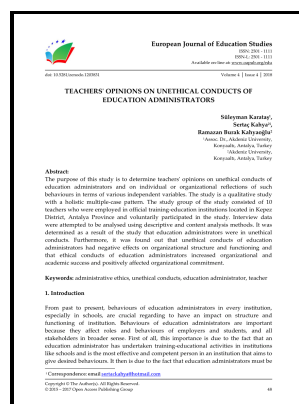 European Journal of Education Studies
ISSN: 2501 - 1111
ISSN-L: 2501 - 1111
Available on-line at: www.oapub.org/edu
Volume 4 | Issue 4 | 2018
TEACHERS' OPINIONS ON UNETHICAL CONDUCTS OF
EDUCATION ADMINISTRATORS
Süleyman Karataş¹,
Sertaç Kahya²ⁱ,
Ramazan Burak Kahyaoğlu²
¹Assoc. Dr., Akdeniz University,
Konyaaltı, Antalya, Turkey
²Akdeniz University,
Konyaaltı, Antalya, Turkey
Abstract:
The purpose of this study is to determine teachers' opinions on unethical conducts of
education administrators and on individual or organizational reflections of such
behaviours in terms of various independent variables. The study is a qualitative study
with a holistic multiple-case pattern. The study group of the study consisted of 10
teachers who were employed in official training-education institutions located in Kepez
District, Antalya Province and voluntarily participated in the study. Interview data
were attempted to be analysed using descriptive and content analysis methods. It was
determined as a result of the study that education administrators were in unethical
conducts. Furthermore, it was found out that unethical conducts of education
administrators had negative effects on organizational structure and functioning and
that ethical conducts of education administrators increased organizational and
academic success and positively affected organizational commitment.
Keywords: administrative ethics, unethical conducts, education administrator, teacher
1. Introduction
From past to present, behaviours of education administrators in every institution,
especially in schools, are crucial regarding to have an impact on structure and
functioning of institution. Behaviours of education administrators are important
because they affect roles and behaviours of employers and students, and all
stakeholders in broader sense. First of all, this importance is due to the fact that an
education administrator has undertaken training-educational activities in institutions
like schools and is the most effective and competent person in an institution that aims to
give desired behaviours. It then is due to the fact that education administrators must be
ⁱ Correspondence: email sertackahya@hotmail.com
Copyright © The Author(s). All Rights Reserved.
© 2015 – 2017 Open Access Publishing Group